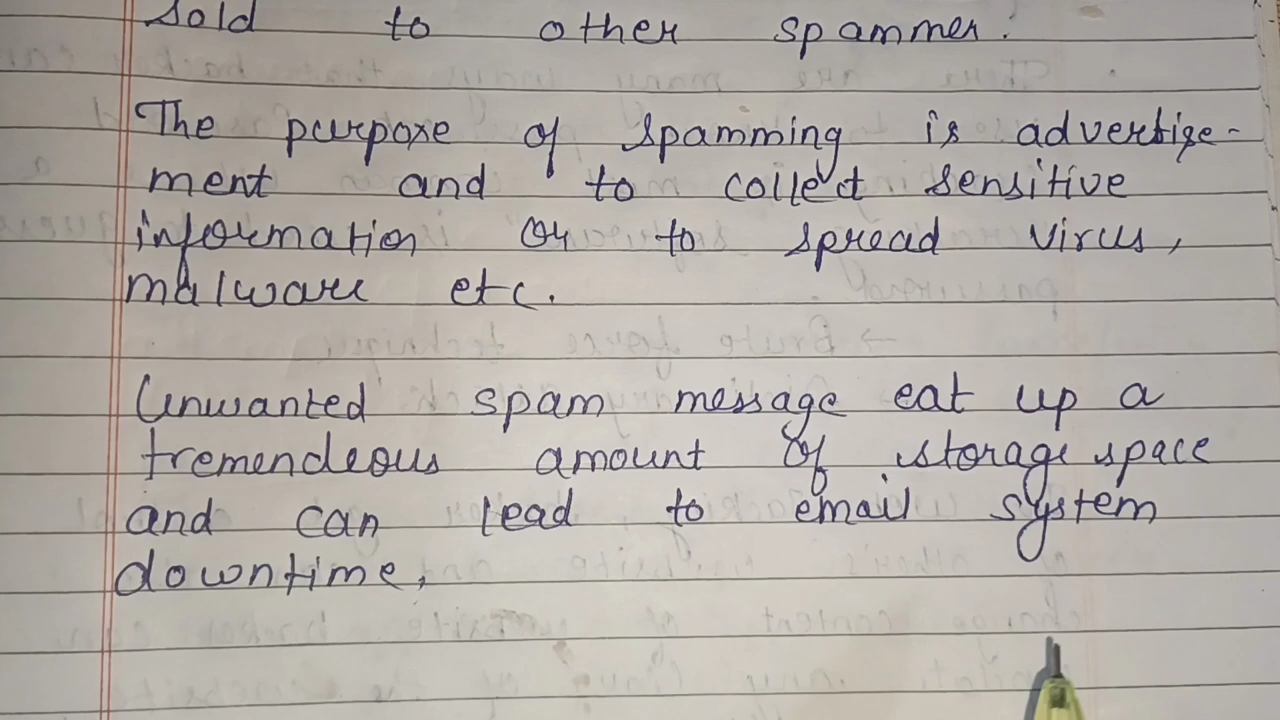 sold to other spammer.
The purpose of spamming is advertize-
ment and to collect sensitive
information or to spread virus,
malware etc.
Unwanted spam message eat up a
tremendeous amount of storage space
and can lead to email system
downtime,